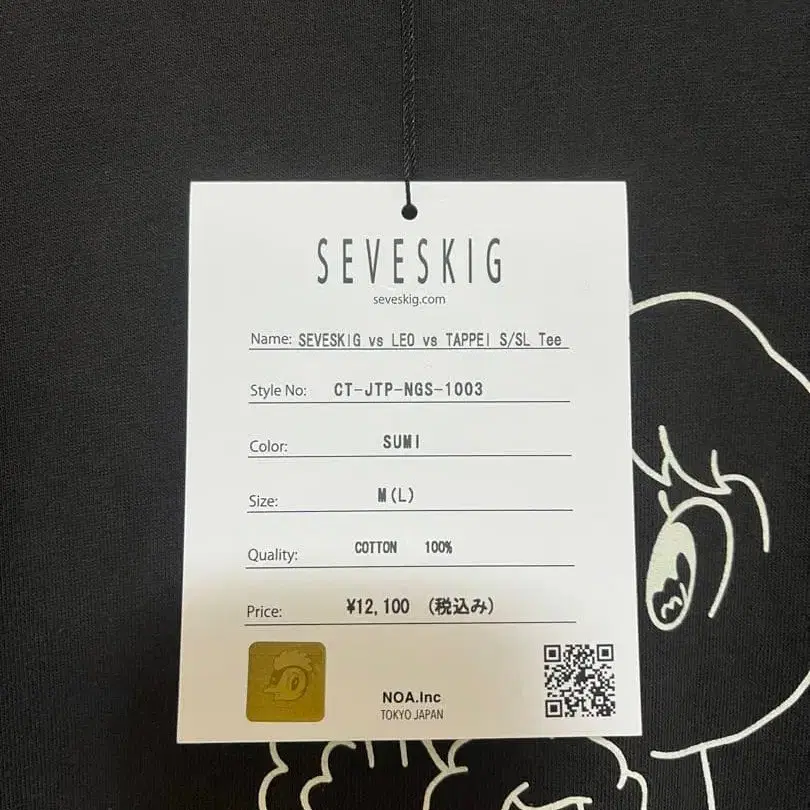 SEVESKIG
seveskig.com
Name: SEVESKIG vs LEO vs TAPPEI S/SL Tee
Style No: CT-JTP-NGS-1003
Color: SUMI
Size: M(L)
Quality: COTTON 100%
Price: ¥12,100 (税込み)
NOA.Inc
TOKYO JAPAN